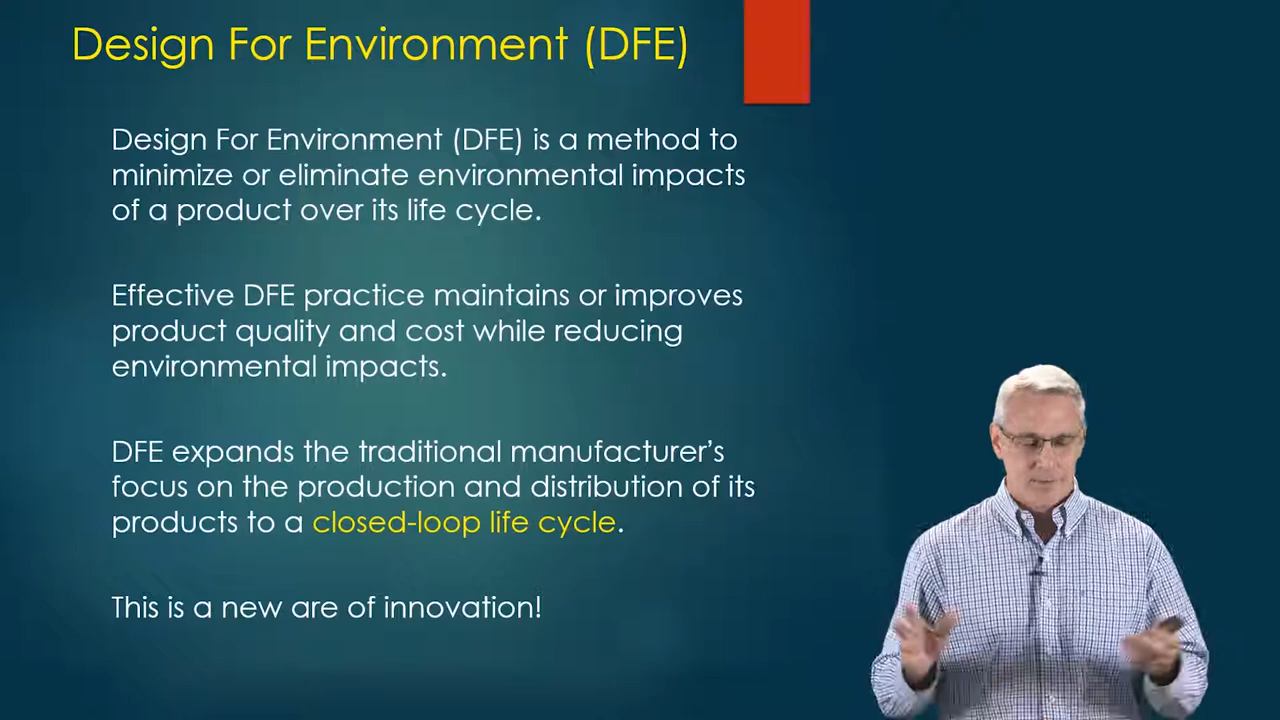 Design For Environment (DFE)
Design For Environment (DFE) is a method to
minimize or eliminate environmental impacts
of a product over its life cycle.
Effective DFE practice maintains or improves
product quality and cost while reducing
environmental impacts.
DFE expands the traditional manufacturer’s
focus on the production and distribution of its
products to a closed-loop life cycle.
This is a new are of innovation!